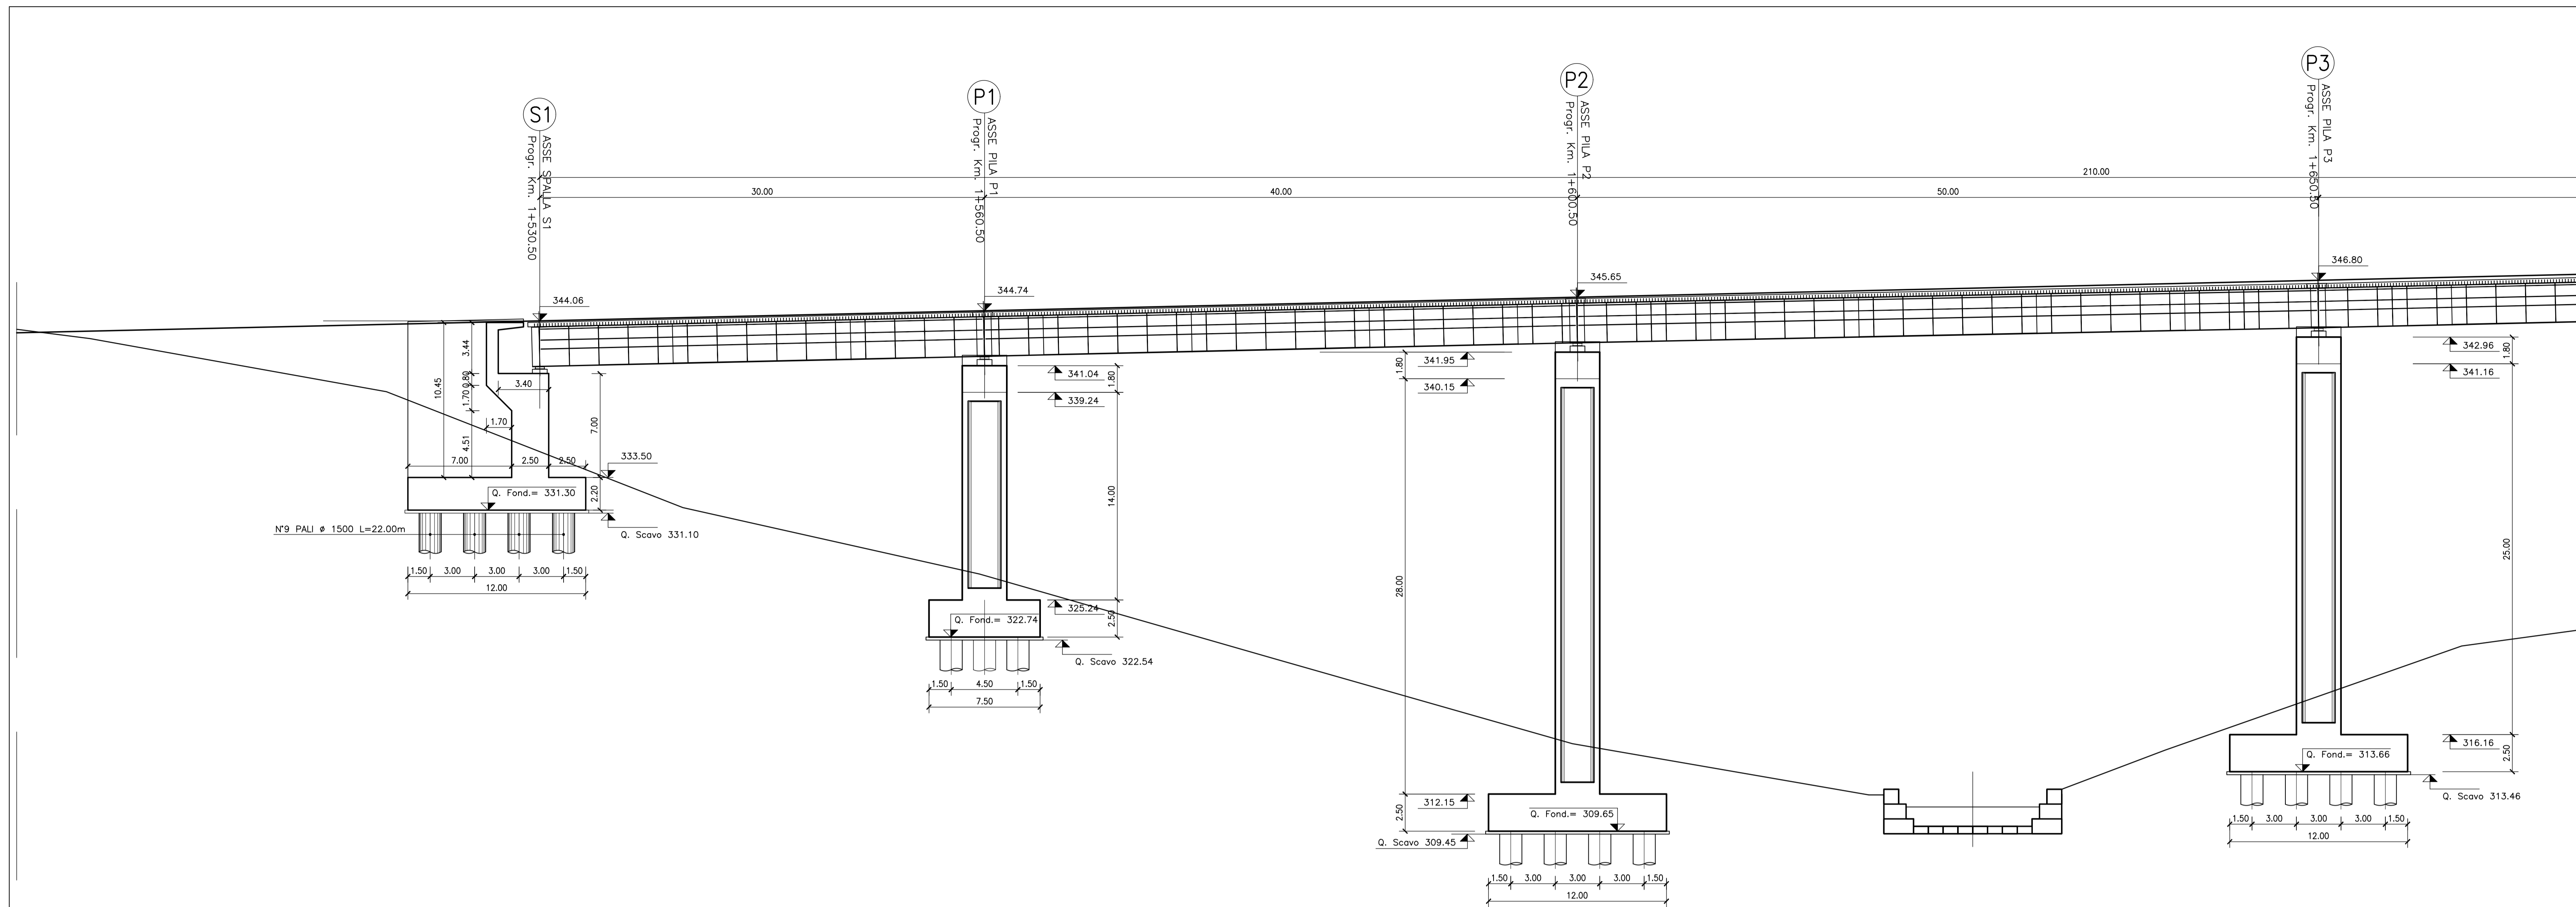 S1
ASSE SPALLA S1
Progr. Km. 1+530.50
P1
ASSE PILA P1
Progr. Km. 1+560.50
P2
ASSE PILA P2
Progr. Km. 1+600.50
P3
ASSE PILA P3
Progr. Km. 1+650.50
210.00
30.00
40.00
50.00
344.06
344.74
345.65
346.80
10.45
3.44
0.80
1.70
4.51
3.40
1.70
7.00
7.00
2.50
2.50
333.50
2.20
Q. Fond.= 331.30
Q. Scavo 331.10
N°9 PALI ø 1500 L=22.00m
1.50
3.00
3.00
3.00
1.50
12.00
341.04
339.24
1.80
14.00
325.24
2.50
Q. Fond.= 322.74
Q. Scavo 322.54
1.50
4.50
1.50
7.50
1.80
341.95
340.15
28.00
312.15
2.50
Q. Fond.= 309.65
Q. Scavo 309.45
1.50
3.00
3.00
3.00
1.50
12.00
342.96
341.16
1.80
25.00
316.16
2.50
Q. Fond.= 313.66
Q. Scavo 313.46
1.50
3.00
3.00
3.00
1.50
12.00